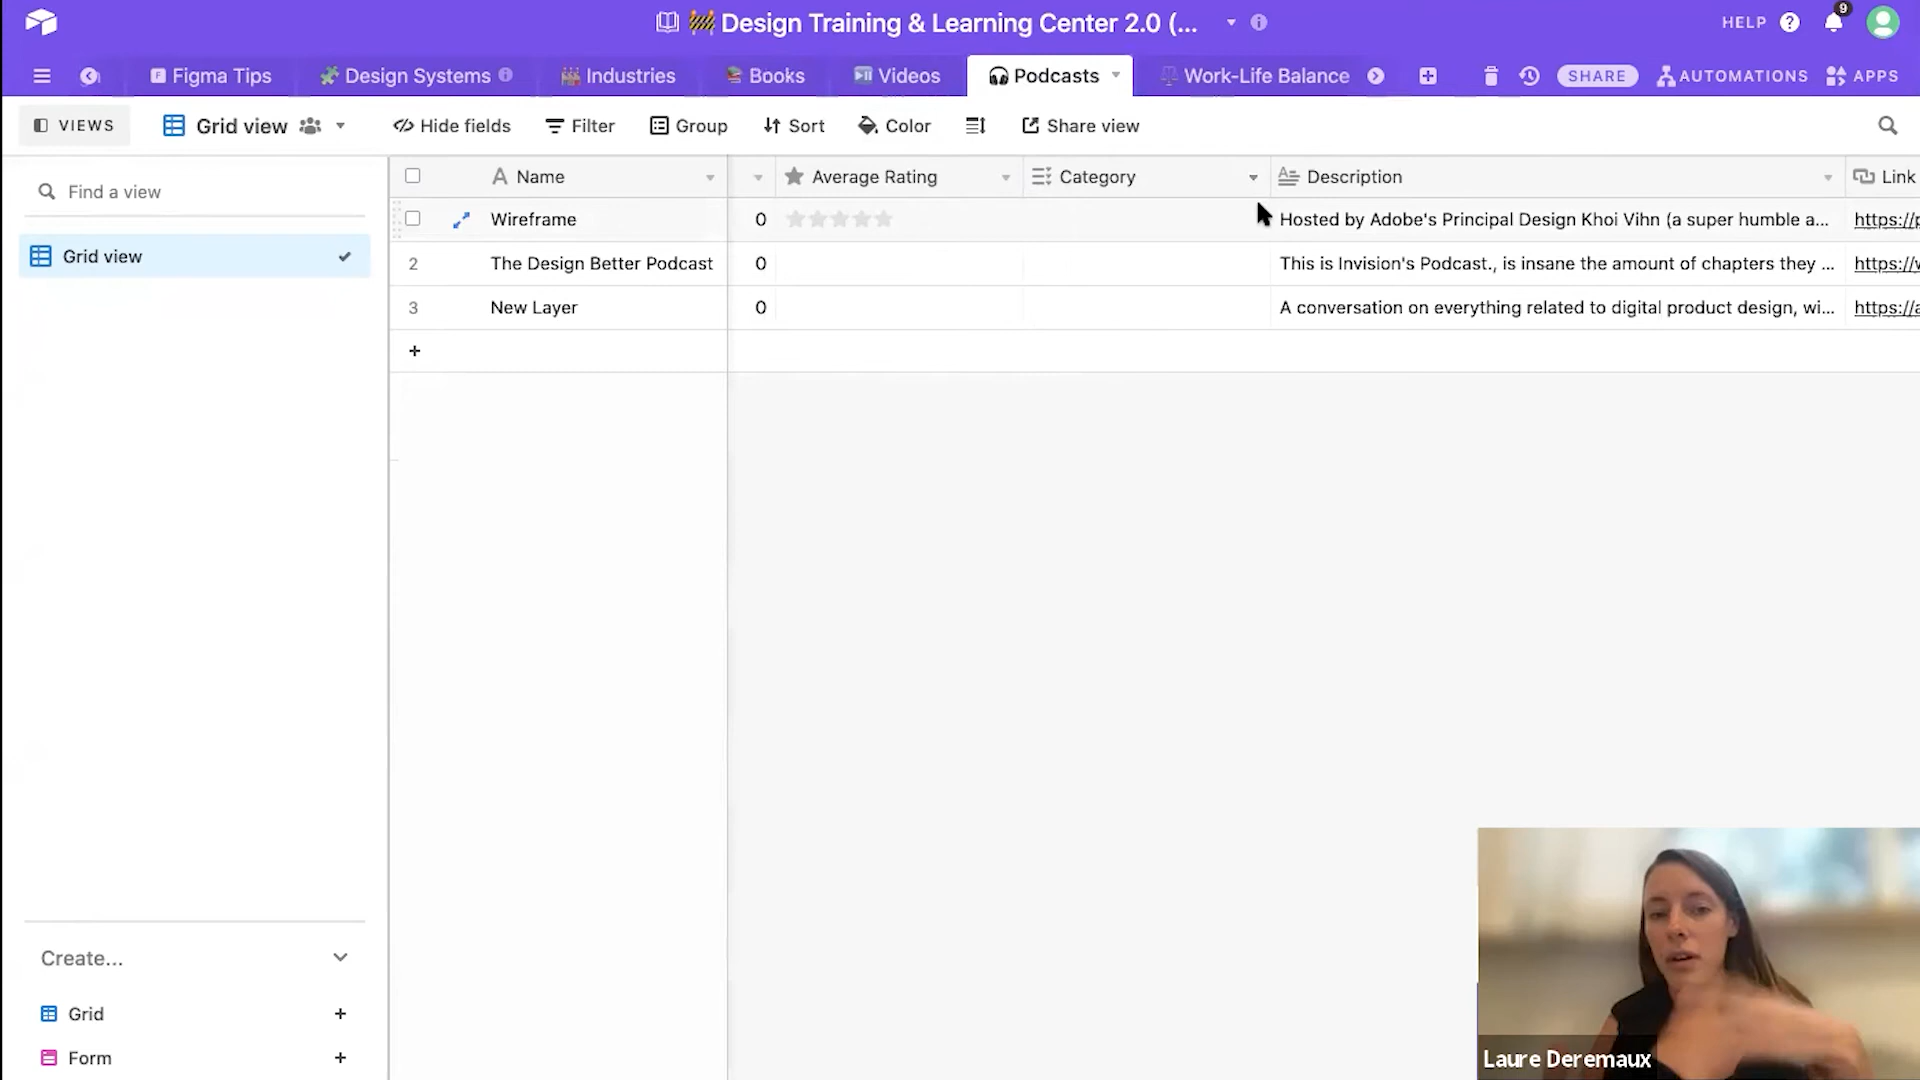 Design Training & Learning Center 2.0 (...
HELP
9
Figma Tips
Design Systems
Industries
Books
Videos
Podcasts
Work-Life Balance
SHARE
AUTOMATIONS
APPS
VIEWS
Grid view
Hide fields
Filter
Group
Sort
Color
Share view
Find a view
Grid view
Name
Average Rating
Category
Description
Link
Wireframe
0
Hosted by Adobe's Principal Design Khoi Vihn (a super humble a...
https://p
2
The Design Better Podcast
0
This is Invision's Podcast., is insane the amount of chapters they ...
https://w
3
New Layer
0
A conversation on everything related to digital product design, wi...
https://a
+
Create...
Grid
+
Form
+
Laure Deremaux